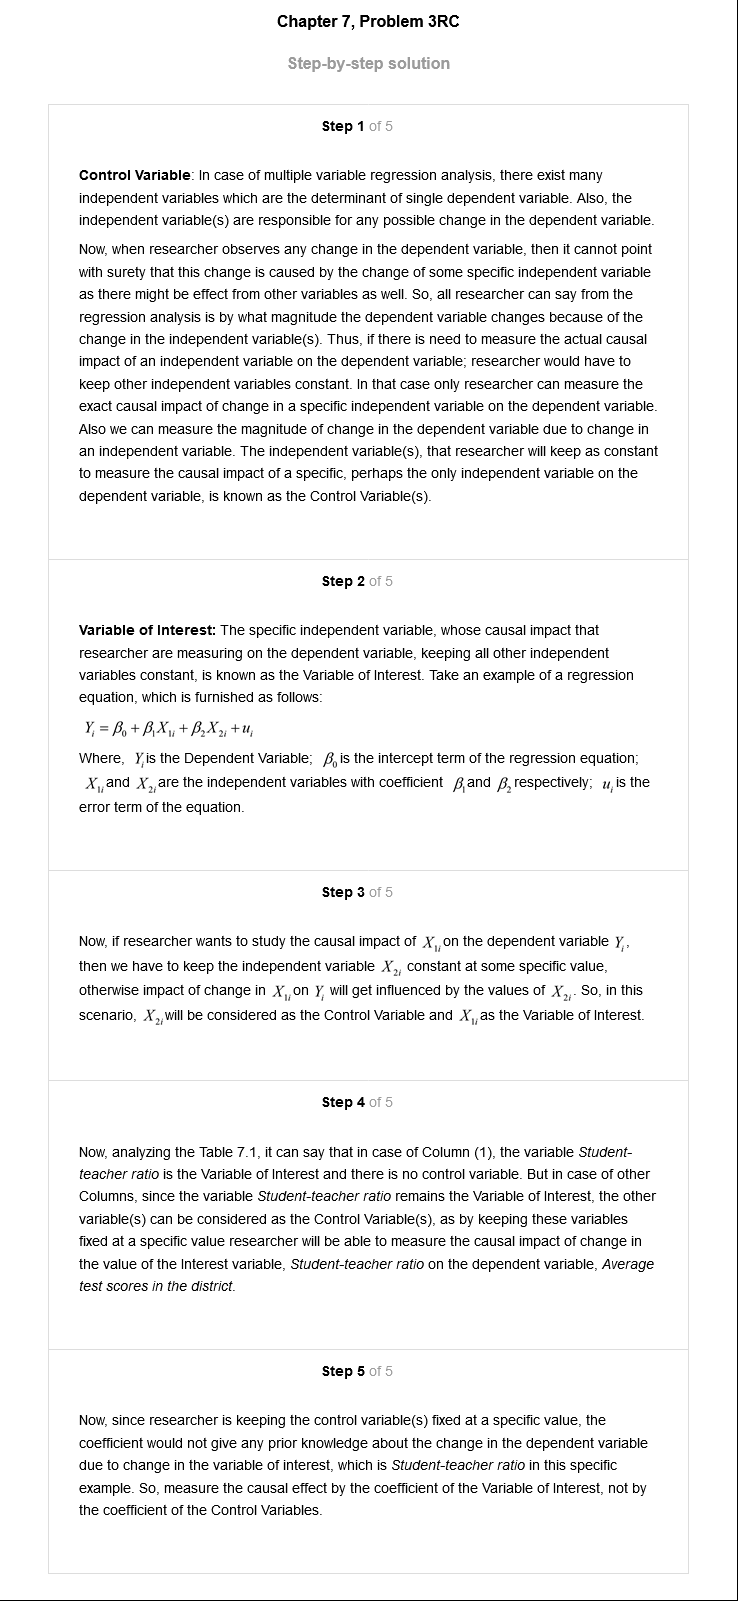 Chapter 7, Problem 3RC
Step-by-step solution
Step 1 of 5
Control Variable: In case of multiple variable regression analysis, there exist many
independent variables which are the determinant of single dependent variable. Also, the
independent variable(s) are responsible for any possible change in the dependent variable.
Now, when researcher observes any change in the dependent variable, then it cannot point
with surety that this change is caused by the change of some specific independent variable
as there might be effect from other variables as well. So, all researcher can say from the
regression analysis is by what magnitude the dependent variable changes because of the
change in the independent variable(s). Thus, if there is need to measure the actual causal
impact of an independent variable on the dependent variable; researcher would have to
keep other independent variables constant. In that case only researcher can measure the
exact causal impact of change in a specific independent variable on the dependent variable.
Also we can measure the magnitude of change in the dependent variable due to change in
an independent variable. The independent variable(s), that researcher will keep as constant
to measure the causal impact of a specific, perhaps the only independent variable on the
dependent variable, is known as the Control Variable(s).
Step 2 of 5
Variable of Interest: The specific independent variable, whose causal impact that
researcher are measuring on the dependent variable, keeping all other independent
variables constant, is known as the Variable of Interest. Take an example of a regression
equation, which is furnished as follows:
Y_i = β_0 + β_1 X_{1i} + β_2 X_{2i} + u_i
Where, Y_i is the Dependent Variable; β_0 is the intercept term of the regression equation;
X_{1i} and X_{2i} are the independent variables with coefficient β_1 and β_2 respectively; u_i is the
error term of the equation.
Step 3 of 5
Now, if researcher wants to study the causal impact of X_{1i} on the dependent variable Y_i,
then we have to keep the independent variable X_{2i} constant at some specific value,
otherwise impact of change in X_{1i} on Y_i will get influenced by the values of X_{2i}. So, in this
scenario, X_{2i} will be considered as the Control Variable and X_{1i} as the Variable of Interest.
Step 4 of 5
Now, analyzing the Table 7.1, it can say that in case of Column (1), the variable Student-
teacher ratio is the Variable of Interest and there is no control variable. But in case of other
Columns, since the variable Student-teacher ratio remains the Variable of Interest, the other
variable(s) can be considered as the Control Variable(s), as by keeping these variables
fixed at a specific value researcher will be able to measure the causal impact of change in
the value of the Interest variable, Student-teacher ratio on the dependent variable, Average
test scores in the district.
Step 5 of 5
Now, since researcher is keeping the control variable(s) fixed at a specific value, the
coefficient would not give any prior knowledge about the change in the dependent variable
due to change in the variable of interest, which is Student-teacher ratio in this specific
example. So, measure the causal effect by the coefficient of the Variable of Interest, not by
the coefficient of the Control Variables.